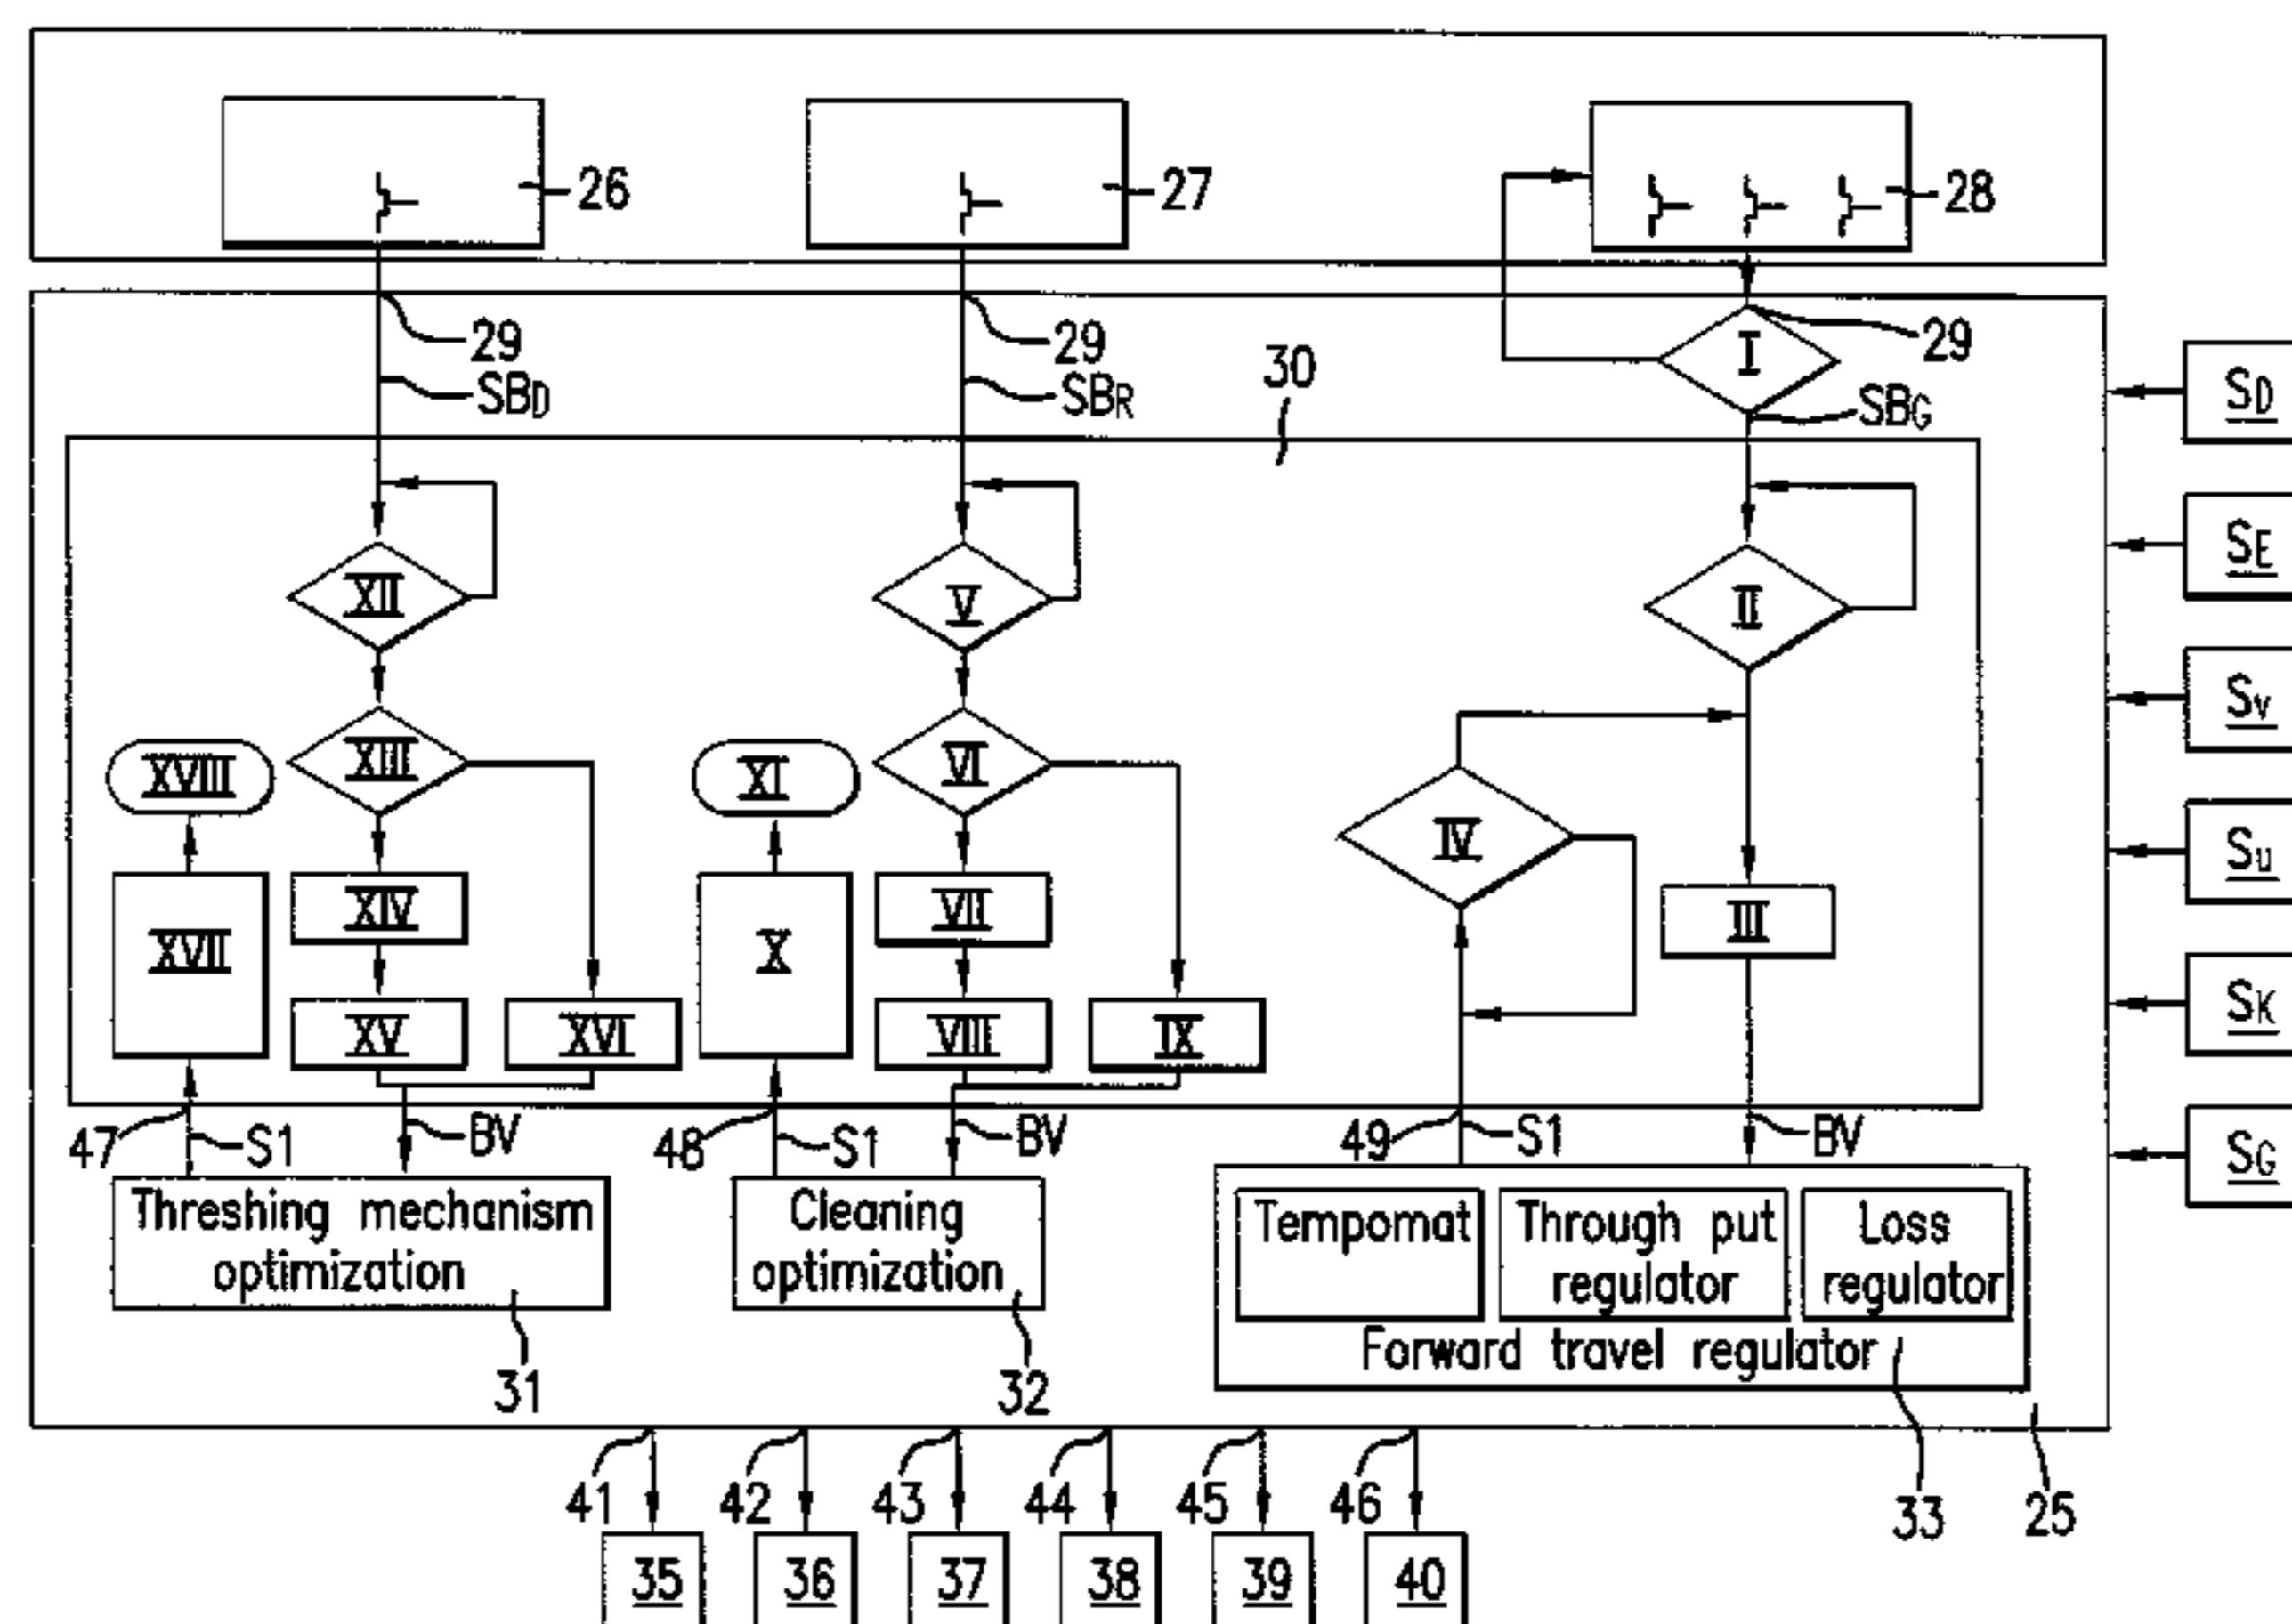 26
27
28
29
29
29
30
I
SBD
SBR
SBG
SD
SE
Sv
Su
SK
SG
XII
V
II
XVIII
XIII
XI
VI
IV
XVII
XIV
X
VII
III
XV
XVI
VIII
IX
47
S1
BV
48
S1
BV
49
S1
BV
Threshing mechanism
optimization
Cleaning
optimization
Tempomat
Through put
regulator
Loss
regulator
Forward travel regulator
31
32
33
25
41
42
43
44
45
46
35
36
37
38
39
40